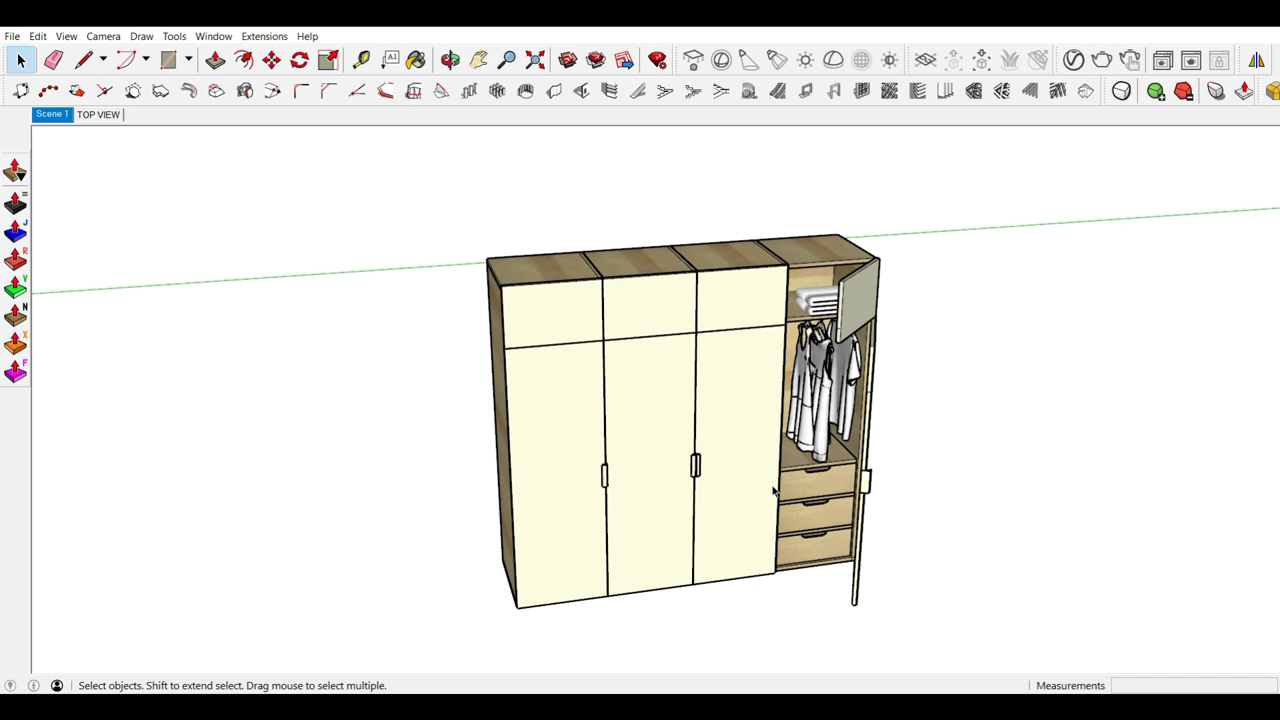 File Edit View Camera Draw Tools Window Extensions Help
A1
Scene 1 TOP VIEW
=
J
R
V
N
X
F
Select objects. Shift to extend select. Drag mouse to select multiple. Measurements